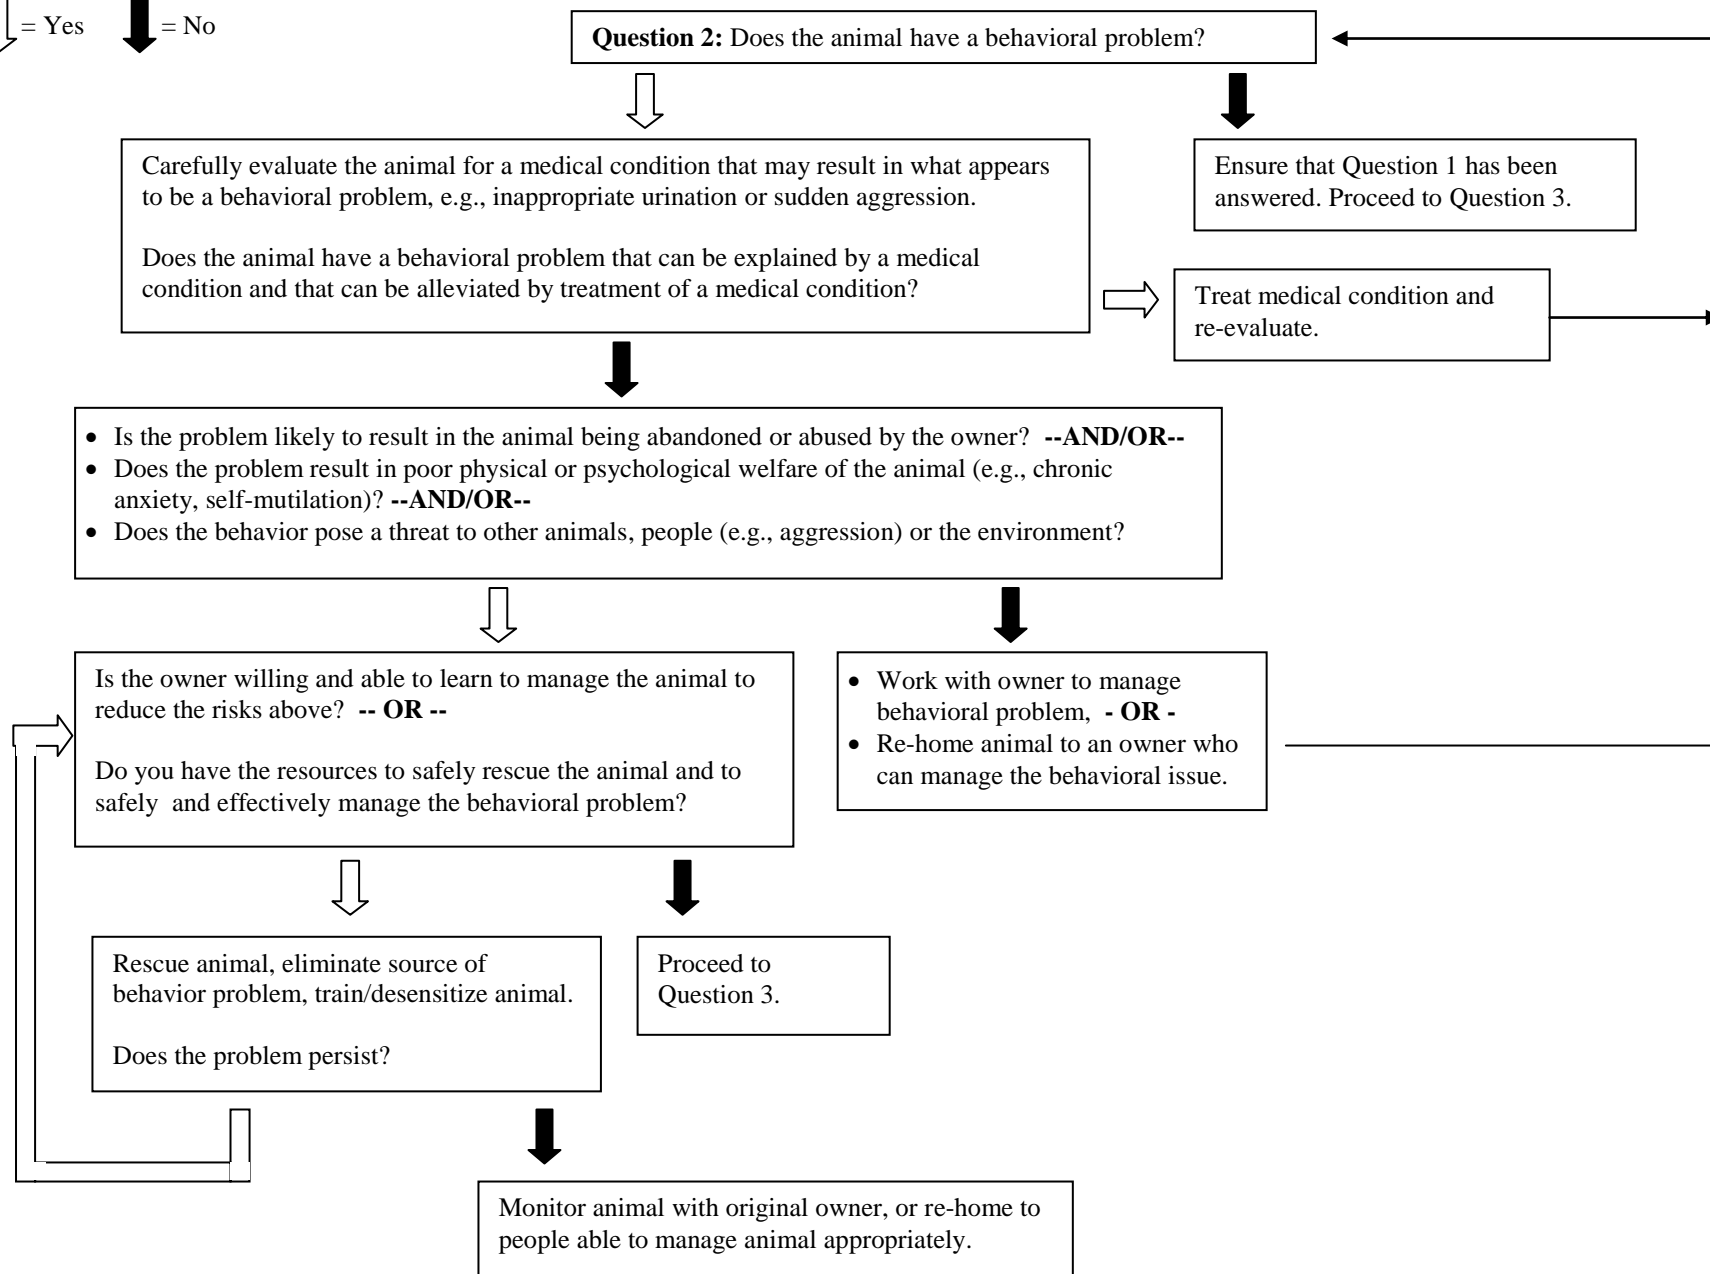 = Yes
= No
Question 2: Does the animal have a behavioral problem?
Carefully evaluate the animal for a medical condition that may result in what appears
to be a behavioral problem, e.g., inappropriate urination or sudden aggression.
Does the animal have a behavioral problem that can be explained by a medical
condition and that can be alleviated by treatment of a medical condition?
Ensure that Question 1 has been
answered. Proceed to Question 3.
Treat medical condition and
re-evaluate.
• Is the problem likely to result in the animal being abandoned or abused by the owner? --AND/OR--
• Does the problem result in poor physical or psychological welfare of the animal (e.g., chronic
anxiety, self-mutilation)? --AND/OR--
• Does the behavior pose a threat to other animals, people (e.g., aggression) or the environment?
Is the owner willing and able to learn to manage the animal to
reduce the risks above? -- OR --
Do you have the resources to safely rescue the animal and to
safely and effectively manage the behavioral problem?
• Work with owner to manage
behavioral problem, - OR -
• Re-home animal to an owner who
can manage the behavioral issue.
Rescue animal, eliminate source of
behavior problem, train/desensitize animal.
Does the problem persist?
Proceed to
Question 3.
Monitor animal with original owner, or re-home to
people able to manage animal appropriately.